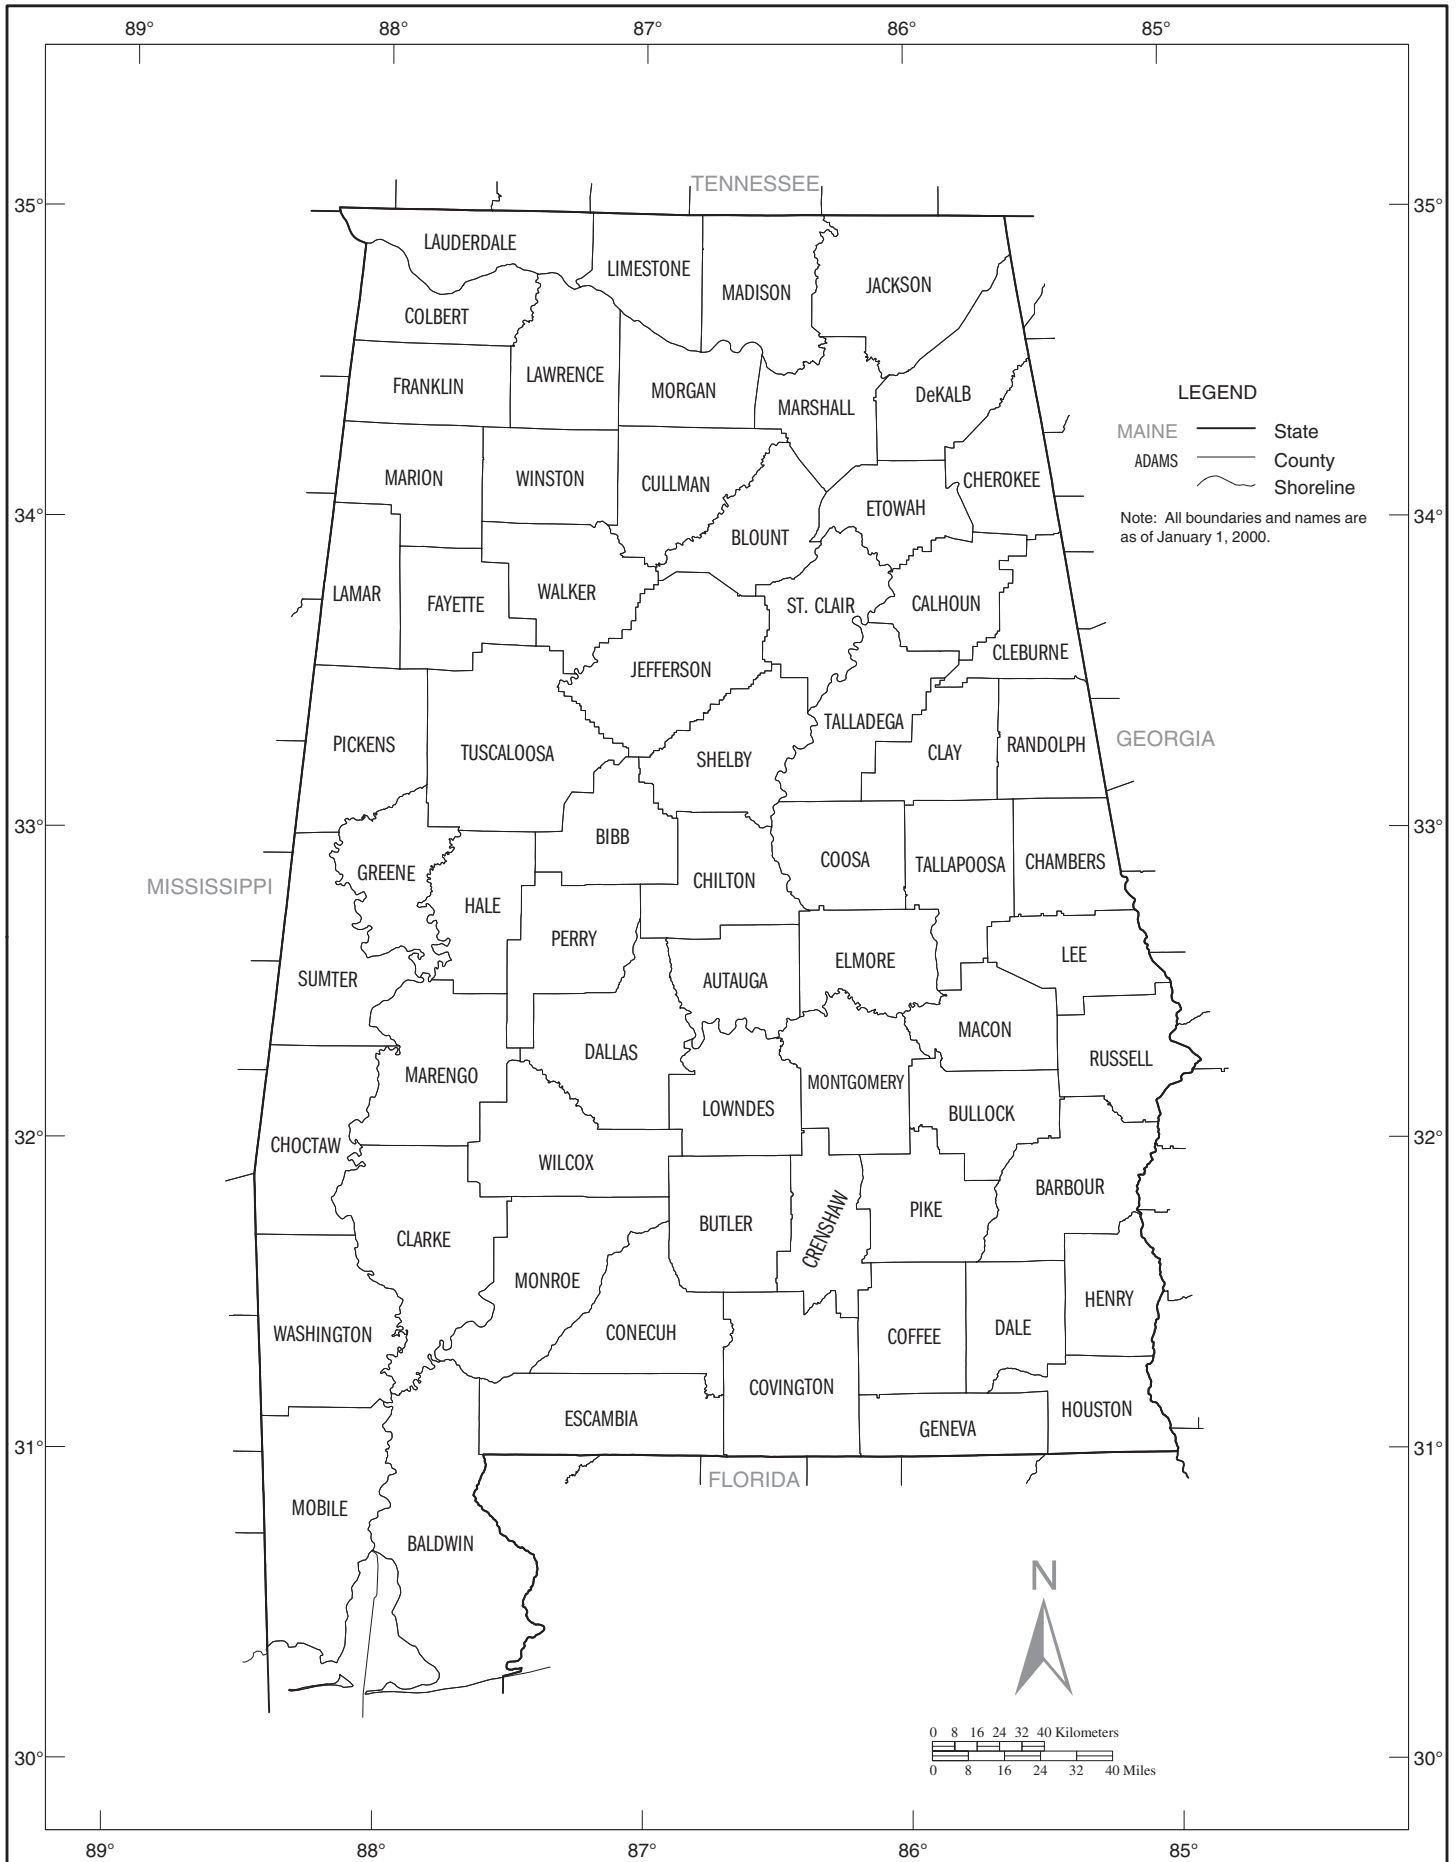 89° 88° 87° 86° 85°
TENNESSEE
35° 35°
LAUDERDALE
LIMESTONE
MADISON
JACKSON
COLBERT
LAWRENCE
FRANKLIN
MORGAN
MARSHALL
DeKALB
LEGEND
MAINE State
ADAMS County
Shoreline
Note: All boundaries and names are
as of January 1, 2000.
MARION
WINSTON
CULLMAN
CHEROKEE
ETOWAH
34° 34°
BLOUNT
LAMAR
FAYETTE
WALKER
ST. CLAIR
CALHOUN
CLEBURNE
JEFFERSON
TALLADEGA
PICKENS
TUSCALOOSA
SHELBY
CLAY
RANDOLPH
GEORGIA
33° 33°
BIBB
GREENE
COOSA
TALLAPOOSA
CHAMBERS
MISSISSIPPI
HALE
CHILTON
PERRY
SUMTER
AUTAUGA
ELMORE
LEE
DALLAS
MACON
RUSSELL
MARENGO
MONTGOMERY
LOWNDES
BULLOCK
32° 32°
CHOCTAW
WILCOX
BARBOUR
CLARKE
BUTLER
CRENSHAW
PIKE
MONROE
HENRY
WASHINGTON
CONECUH
COFFEE
DALE
COVINGTON
ESCAMBIA
GENEVA
HOUSTON
31° 31°
FLORIDA
MOBILE
BALDWIN
N
0 8 16 24 32 40 Kilometers
0 8 16 24 32 40 Miles
30° 30°
89° 88° 87° 86° 85°